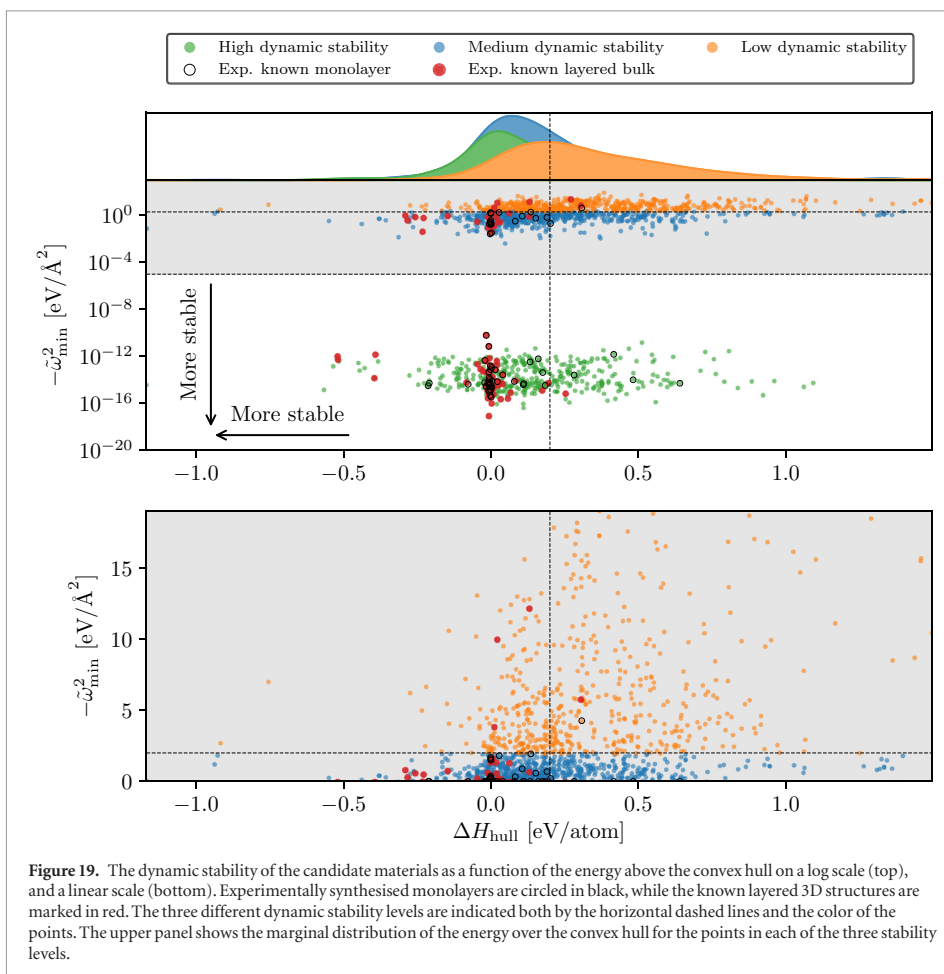 High dynamic stability Medium dynamic stability Low dynamic stability
Exp. known monolayer Exp. known layered bulk
10⁰
10⁻⁴
10⁻⁸
10⁻¹²
10⁻¹⁶
10⁻²⁰
−ω̃²min [eV/Å²]
More stable
More stable
−1.0 −0.5 0.0 0.5 1.0
15
10
5
0
−ω̃²min [eV/Å²]
−1.0 −0.5 0.0 0.5 1.0
ΔHhull [eV/atom]
Figure 19. The dynamic stability of the candidate materials as a function of the energy above the convex hull on a log scale (top),
and a linear scale (bottom). Experimentally synthesised monolayers are circled in black, while the known layered 3D structures are
marked in red. The three different dynamic stability levels are indicated both by the horizontal dashed lines and the color of the
points. The upper panel shows the marginal distribution of the energy over the convex hull for the points in each of the three stability
levels.